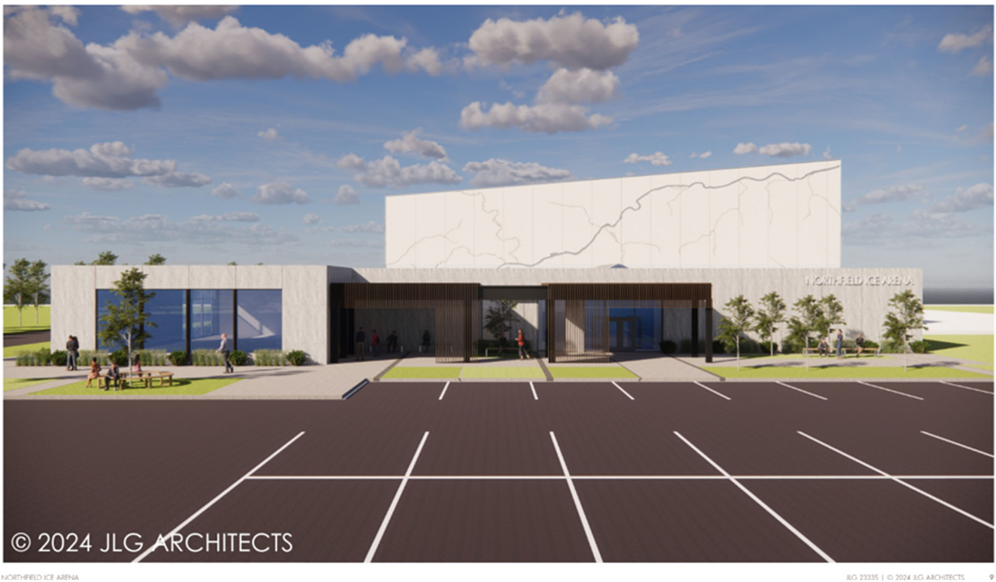 NORTHFIELD ICE ARENA
© 2024 JLG ARCHITECTS
NORTHFIELD ICE ARENA
JLG 23335 | © 2024 JLG ARCHITECTS 9